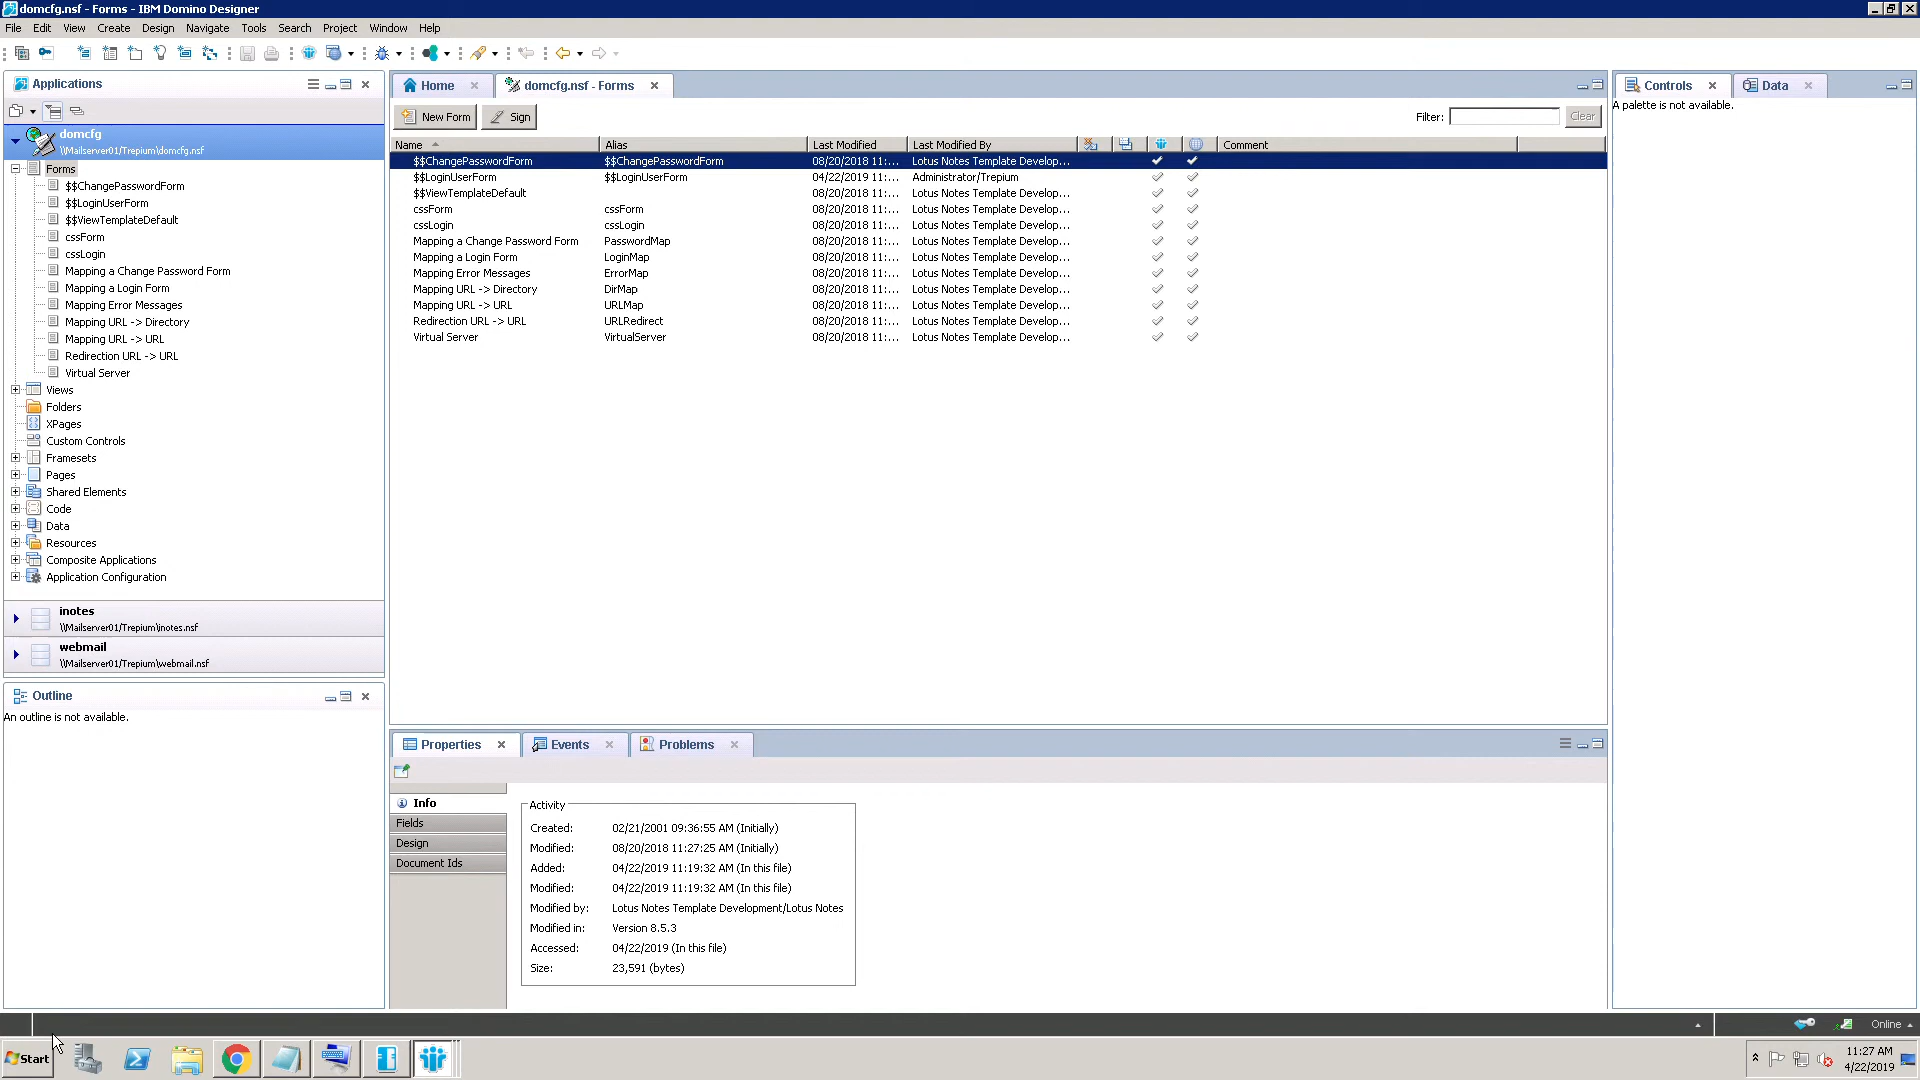 domcfg.nsf - Forms - IBM Domino Designer
File Edit View Create Design Navigate Tools Search Project Window Help
Applications
domcfg
\\Mailserver01/Trepium\domcfg.nsf
Forms
$$ChangePasswordForm
$$LoginUserForm
$$ViewTemplateDefault
cssForm
cssLogin
Mapping a Change Password Form
Mapping a Login Form
Mapping Error Messages
Mapping URL -> Directory
Mapping URL -> URL
Redirection URL -> URL
Virtual Server
Views
Folders
XPages
Custom Controls
Framesets
Pages
Shared Elements
Code
Data
Resources
Composite Applications
Application Configuration
inotes
\\Mailserver01/Trepium\inotes.nsf
webmail
\\Mailserver01/Trepium\webmail.nsf
Outline
An outline is not available.
Home domcfg.nsf - Forms
New Form Sign Filter: Clear
Name Alias Last Modified Last Modified By Comment
$$ChangePasswordForm $$ChangePasswordForm 08/20/2018 11:... Lotus Notes Template Develop...
$$LoginUserForm $$LoginUserForm 04/22/2019 11:... Administrator/Trepium
$$ViewTemplateDefault 08/20/2018 11:... Lotus Notes Template Develop...
cssForm cssForm 08/20/2018 11:... Lotus Notes Template Develop...
cssLogin cssLogin 08/20/2018 11:... Lotus Notes Template Develop...
Mapping a Change Password Form PasswordMap 08/20/2018 11:... Lotus Notes Template Develop...
Mapping a Login Form LoginMap 08/20/2018 11:... Lotus Notes Template Develop...
Mapping Error Messages ErrorMap 08/20/2018 11:... Lotus Notes Template Develop...
Mapping URL -> Directory DirMap 08/20/2018 11:... Lotus Notes Template Develop...
Mapping URL -> URL URLMap 08/20/2018 11:... Lotus Notes Template Develop...
Redirection URL -> URL URLRedirect 08/20/2018 11:... Lotus Notes Template Develop...
Virtual Server VirtualServer 08/20/2018 11:... Lotus Notes Template Develop...
Properties Events Problems
Info
Fields
Design
Document Ids
Activity
Created: 02/21/2001 09:36:55 AM (Initially)
Modified: 08/20/2018 11:27:25 AM (Initially)
Added: 04/22/2019 11:19:32 AM (In this file)
Modified: 04/22/2019 11:19:32 AM (In this file)
Modified by: Lotus Notes Template Development/Lotus Notes
Modified in: Version 8.5.3
Accessed: 04/22/2019 (In this file)
Size: 23,591 (bytes)
Controls Data
A palette is not available.
Online
Start
11:27 AM
4/22/2019